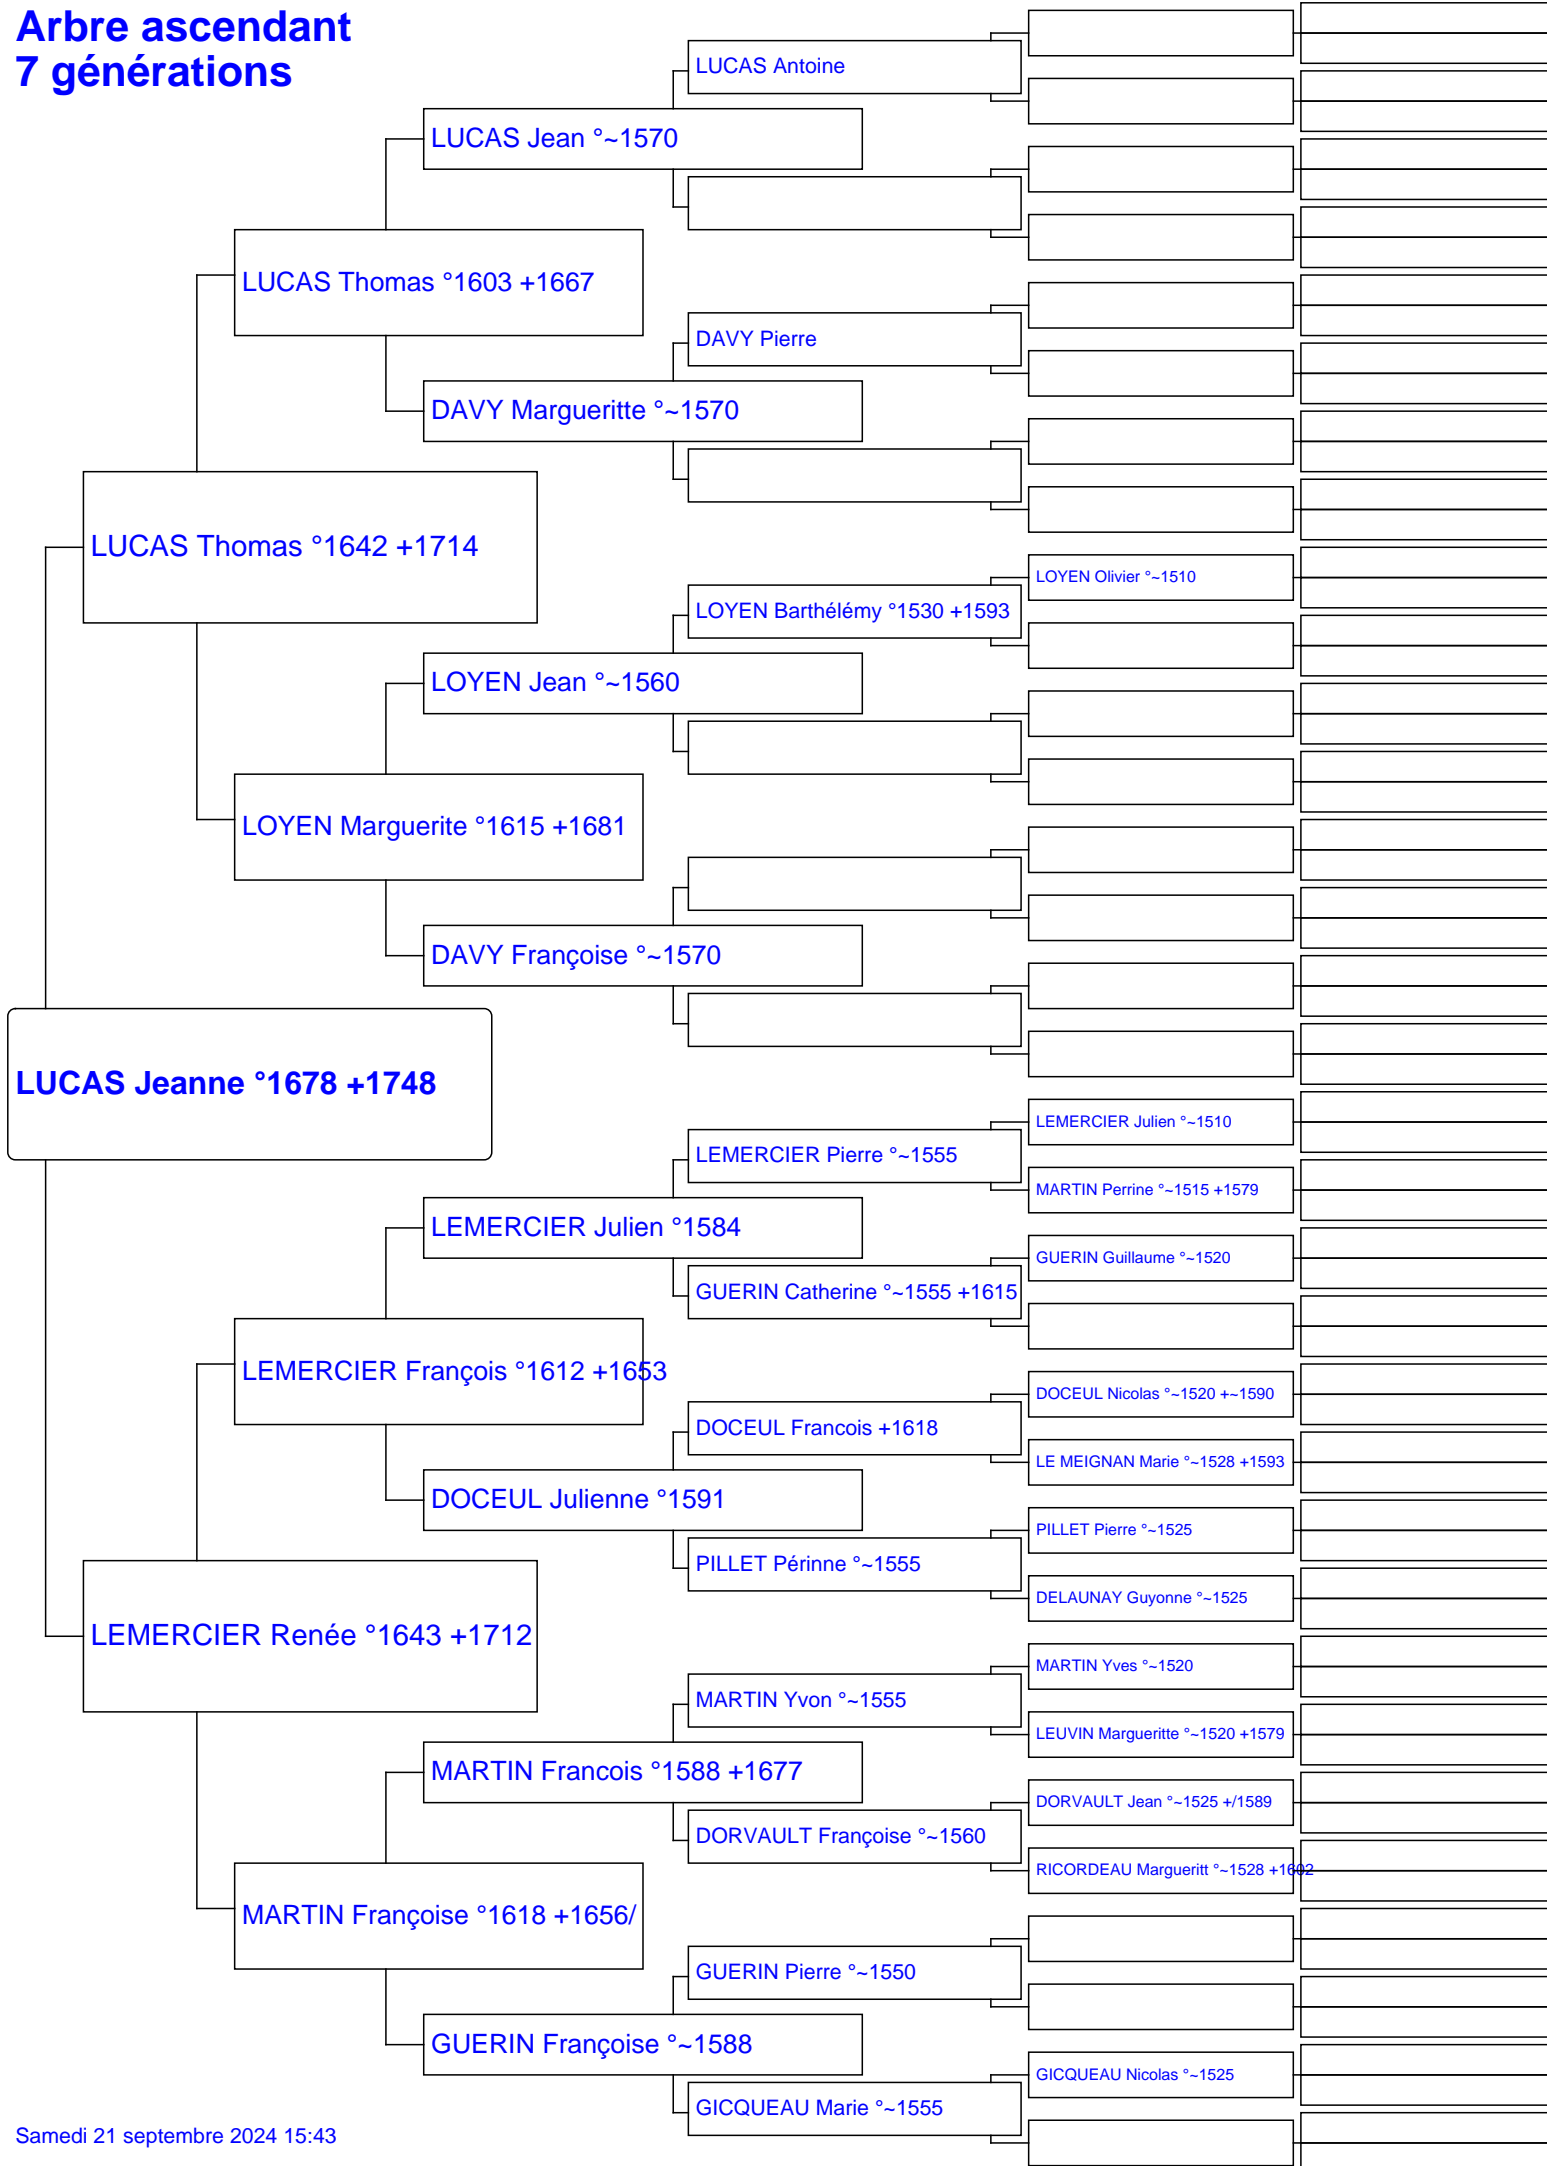 Arbre ascendant
7 générations
LUCAS Antoine
LUCAS Jean °~1570
LUCAS Thomas °1603 +1667
DAVY Pierre
DAVY Margueritte °~1570
LUCAS Thomas °1642 +1714
LOYEN Olivier °~1510
LOYEN Barthélémy °1530 +1593
LOYEN Jean °~1560
LOYEN Marguerite °1615 +1681
DAVY Françoise °~1570
LUCAS Jeanne °1678 +1748
LEMERCIER Julien °~1510
LEMERCIER Pierre °~1555
MARTIN Perrine °~1515 +1579
LEMERCIER Julien °1584
GUERIN Guillaume °~1520
GUERIN Catherine °~1555 +1615
LEMERCIER François °1612 +1653
DOCEUL Nicolas °~1520 +~1590
DOCEUL Francois +1618
LE MEIGNAN Marie °~1528 +1593
DOCEUL Julienne °1591
PILLET Pierre °~1525
PILLET Périnne °~1555
DELAUNAY Guyonne °~1525
LEMERCIER Renée °1643 +1712
MARTIN Yves °~1520
MARTIN Yvon °~1555
LEUVIN Margueritte °~1520 +1579
MARTIN Francois °1588 +1677
DORVAULT Jean °~1525 +/1589
DORVAULT Françoise °~1560
RICORDEAU Margueritt °~1528 +1602
MARTIN Françoise °1618 +1656/
GUERIN Pierre °~1550
GUERIN Françoise °~1588
GICQUEAU Nicolas °~1525
GICQUEAU Marie °~1555
Samedi 21 septembre 2024 15:43